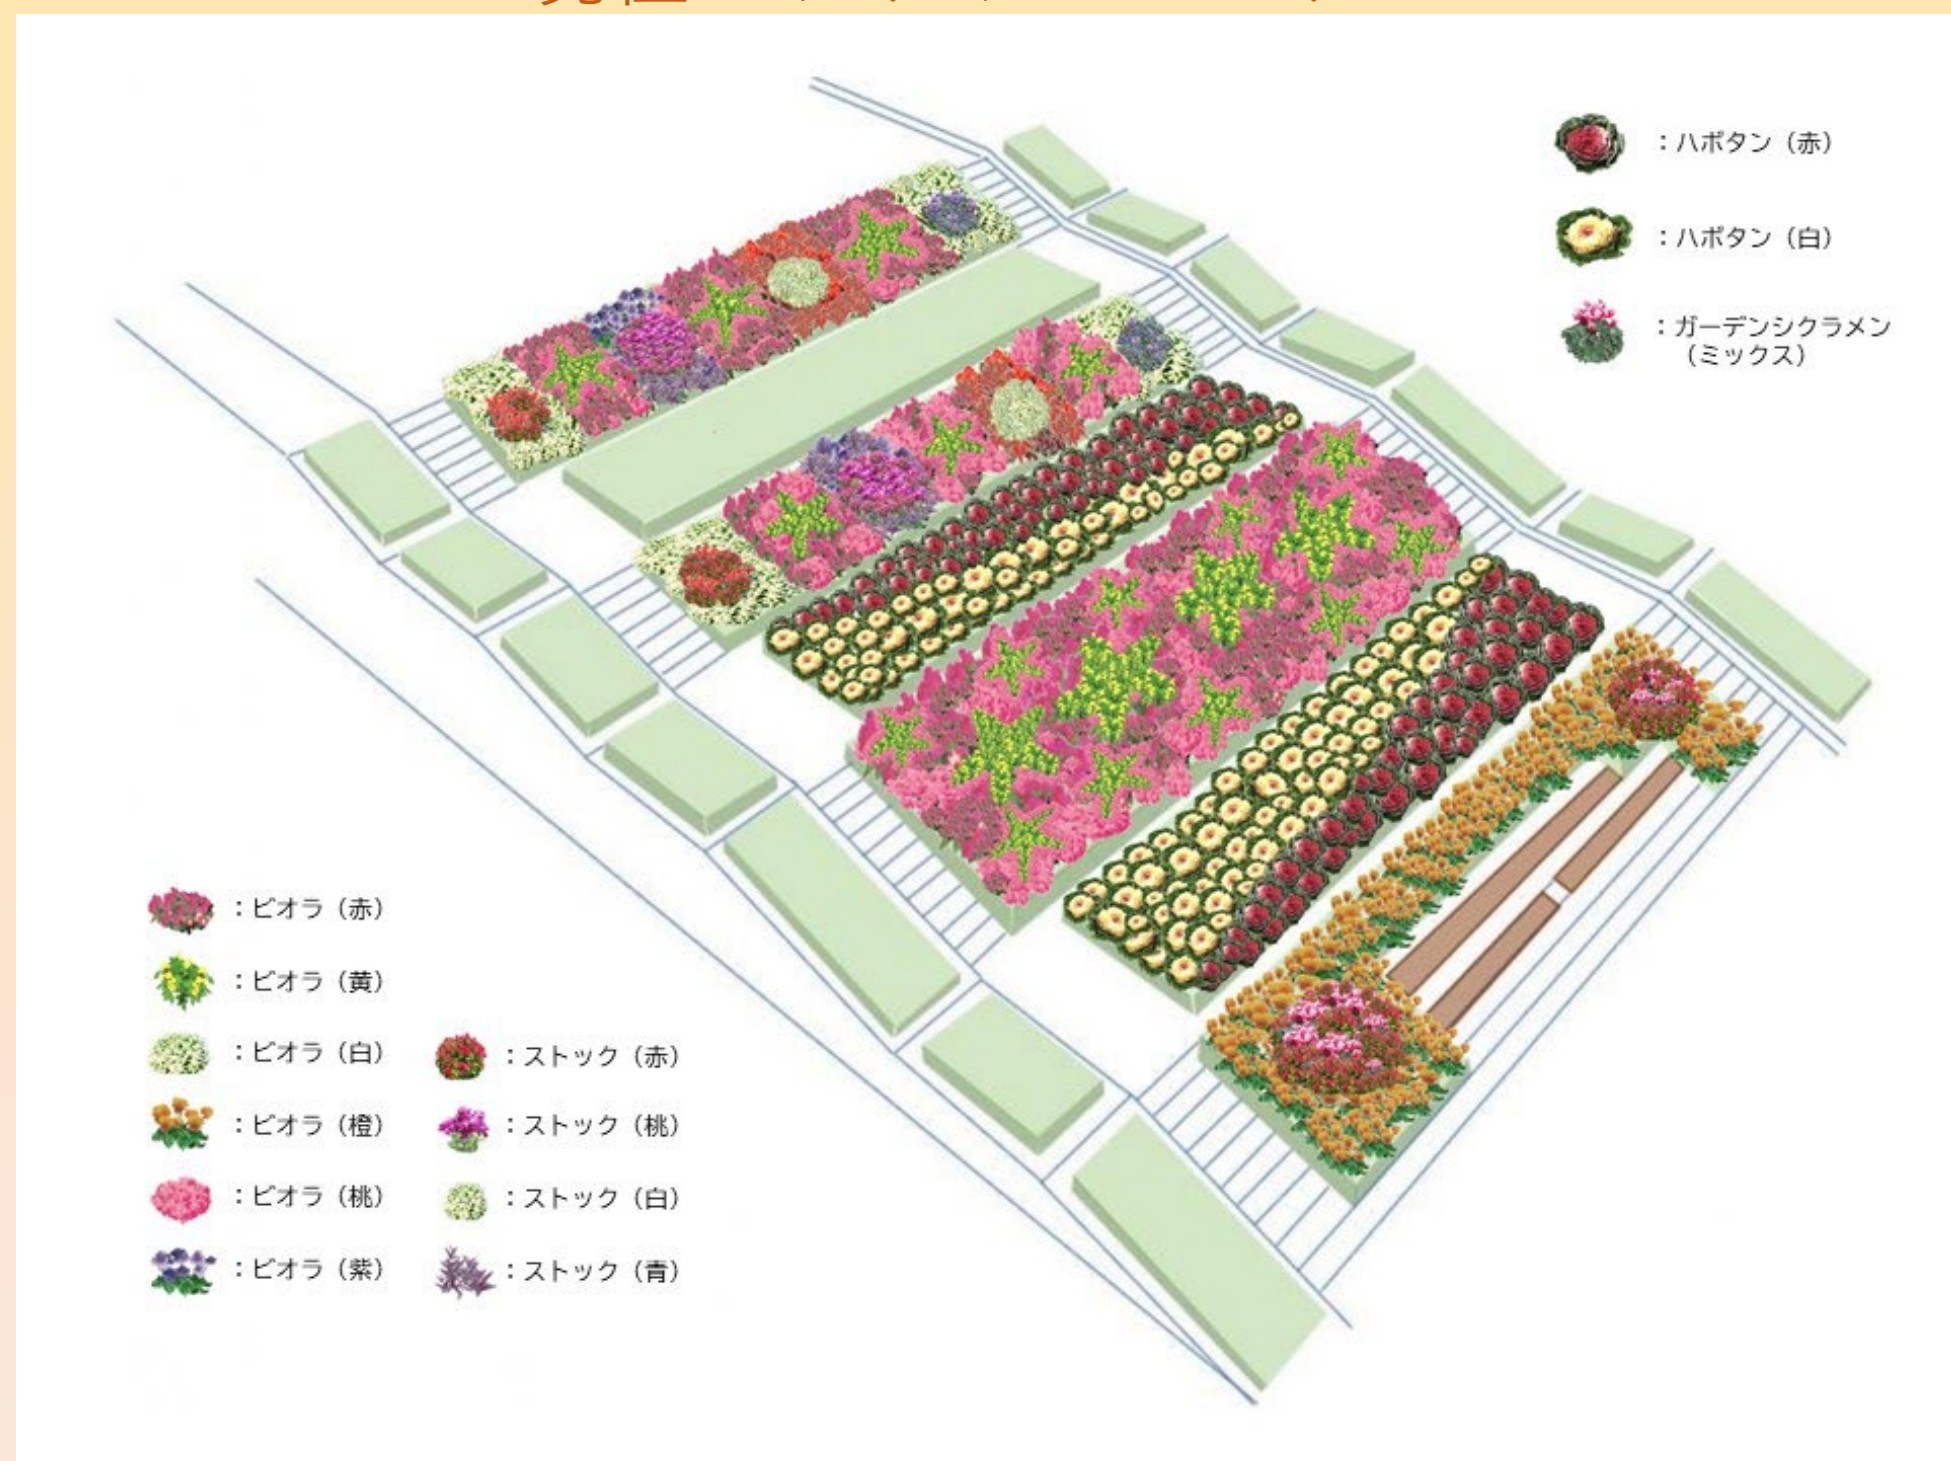 ：ハボタン（赤）
：ハボタン（白）
：ガーデンシクラメン
（ミックス）
：ビオラ（赤）
：ビオラ（黄）
：ビオラ（白）
：ビオラ（橙）
：ビオラ（桃）
：ビオラ（紫）
：ストック（赤）
：ストック（桃）
：ストック（白）
：ストック（青）